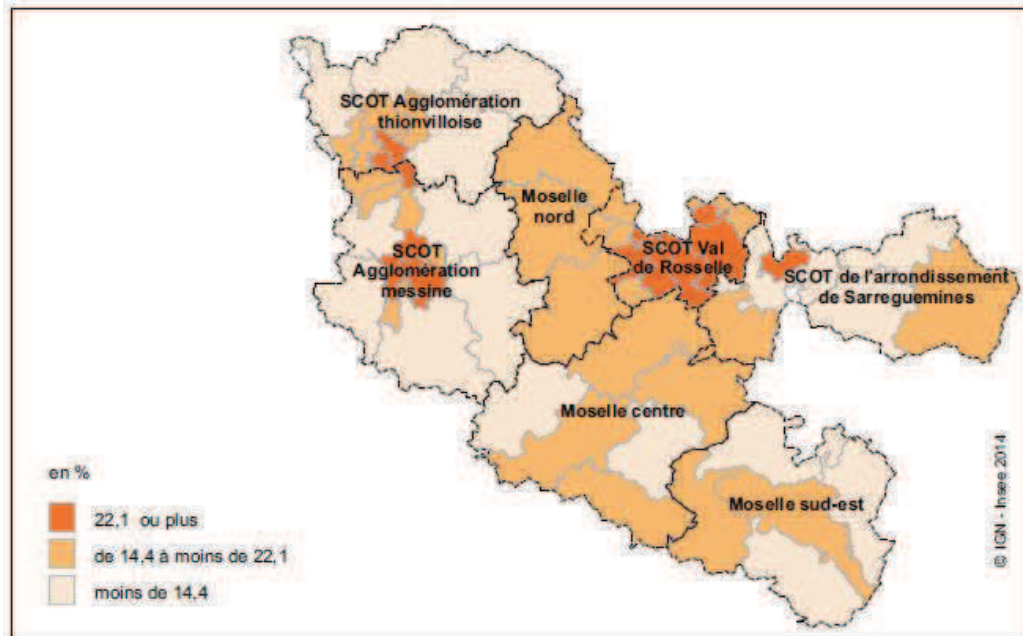 SCOT Agglomération
thionvilloise
Moselle
nord
SCOT
Agglomération
messine
SCOT Val
de Rosselle
SCOT de l'arrondissement
de Sarreguemines
Moselle centre
Moselle sud-est
en %
22,1 ou plus
de 14,4 à moins de 22,1
moins de 14,4
© IGN - Insee 2014